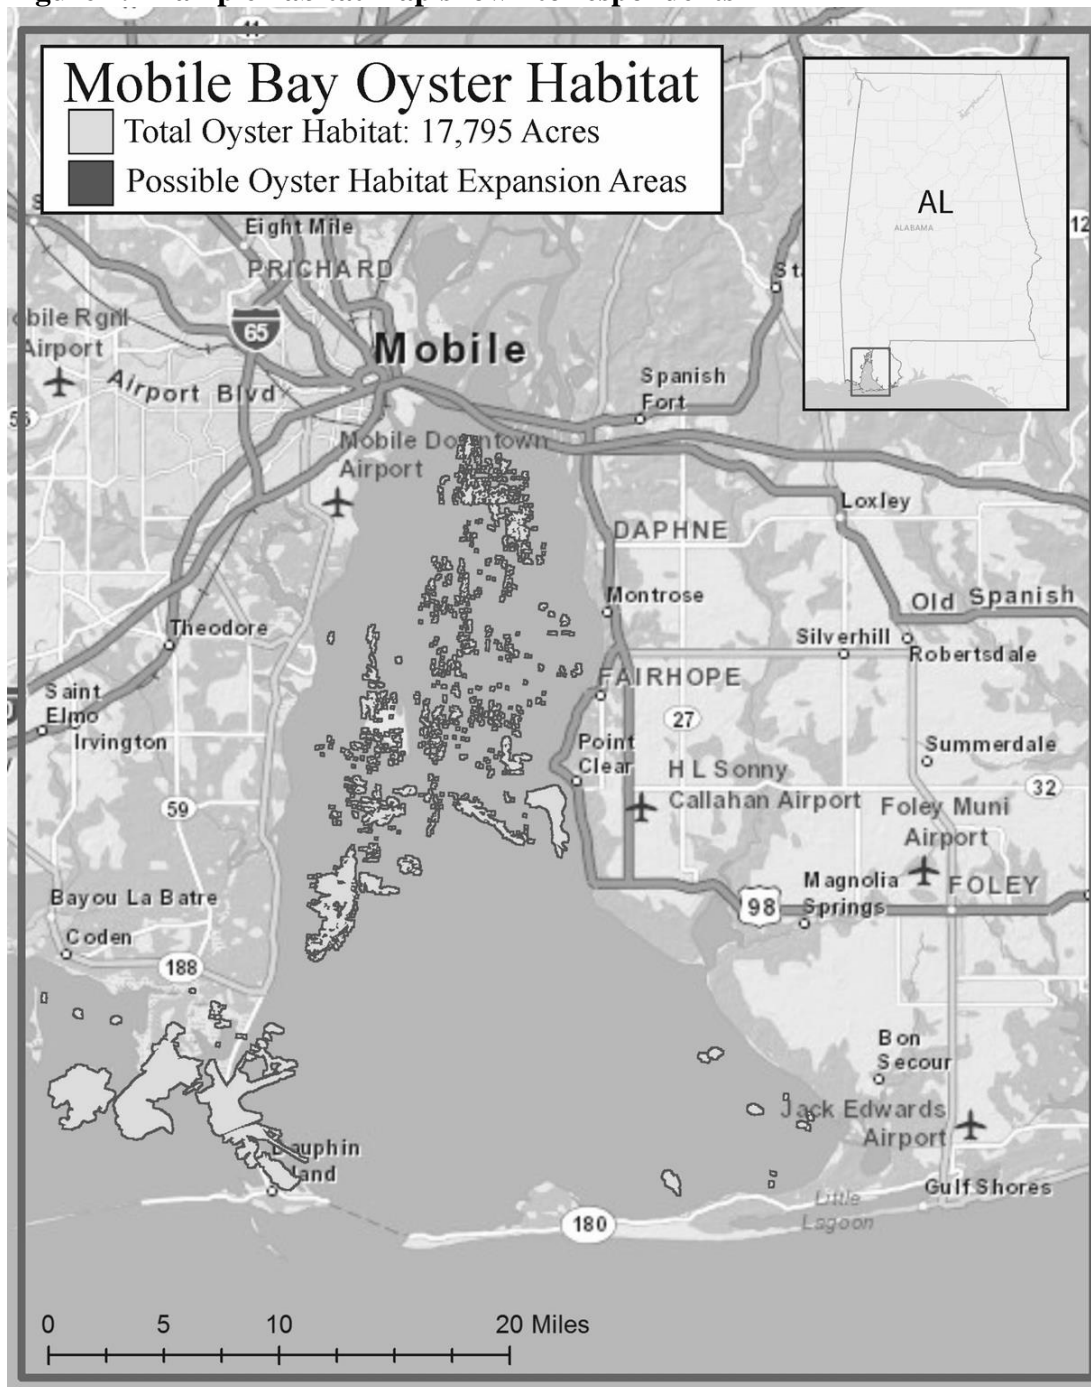 Mobile Bay Oyster Habitat
Total Oyster Habitat: 17,795 Acres
Possible Oyster Habitat Expansion Areas
AL
ALABAMA
12
Eight Mile
PRICHARD
65
Mobile
Airport
Airport Blvd
56
Spanish
Fort
Mobile Downtown
Airport
Loxley
DAPHNE
Montrose
Old Spanish
Theodore
Silverhill
Robertsdale
FAIRHOPE
Saint
Elmo
Irvington
27
Point
Clear
Summerdale
H L Sonny
Callahan Airport
32
59
Foley Muni
Airport
Magnolia
Springs
FOLEY
98
Bayou La Batre
Coden
188
Bon
Secour
Jack Edwards
Airport
Dauphin
Gulf Shores
Little
Lagoon
180
0 5 10 20 Miles